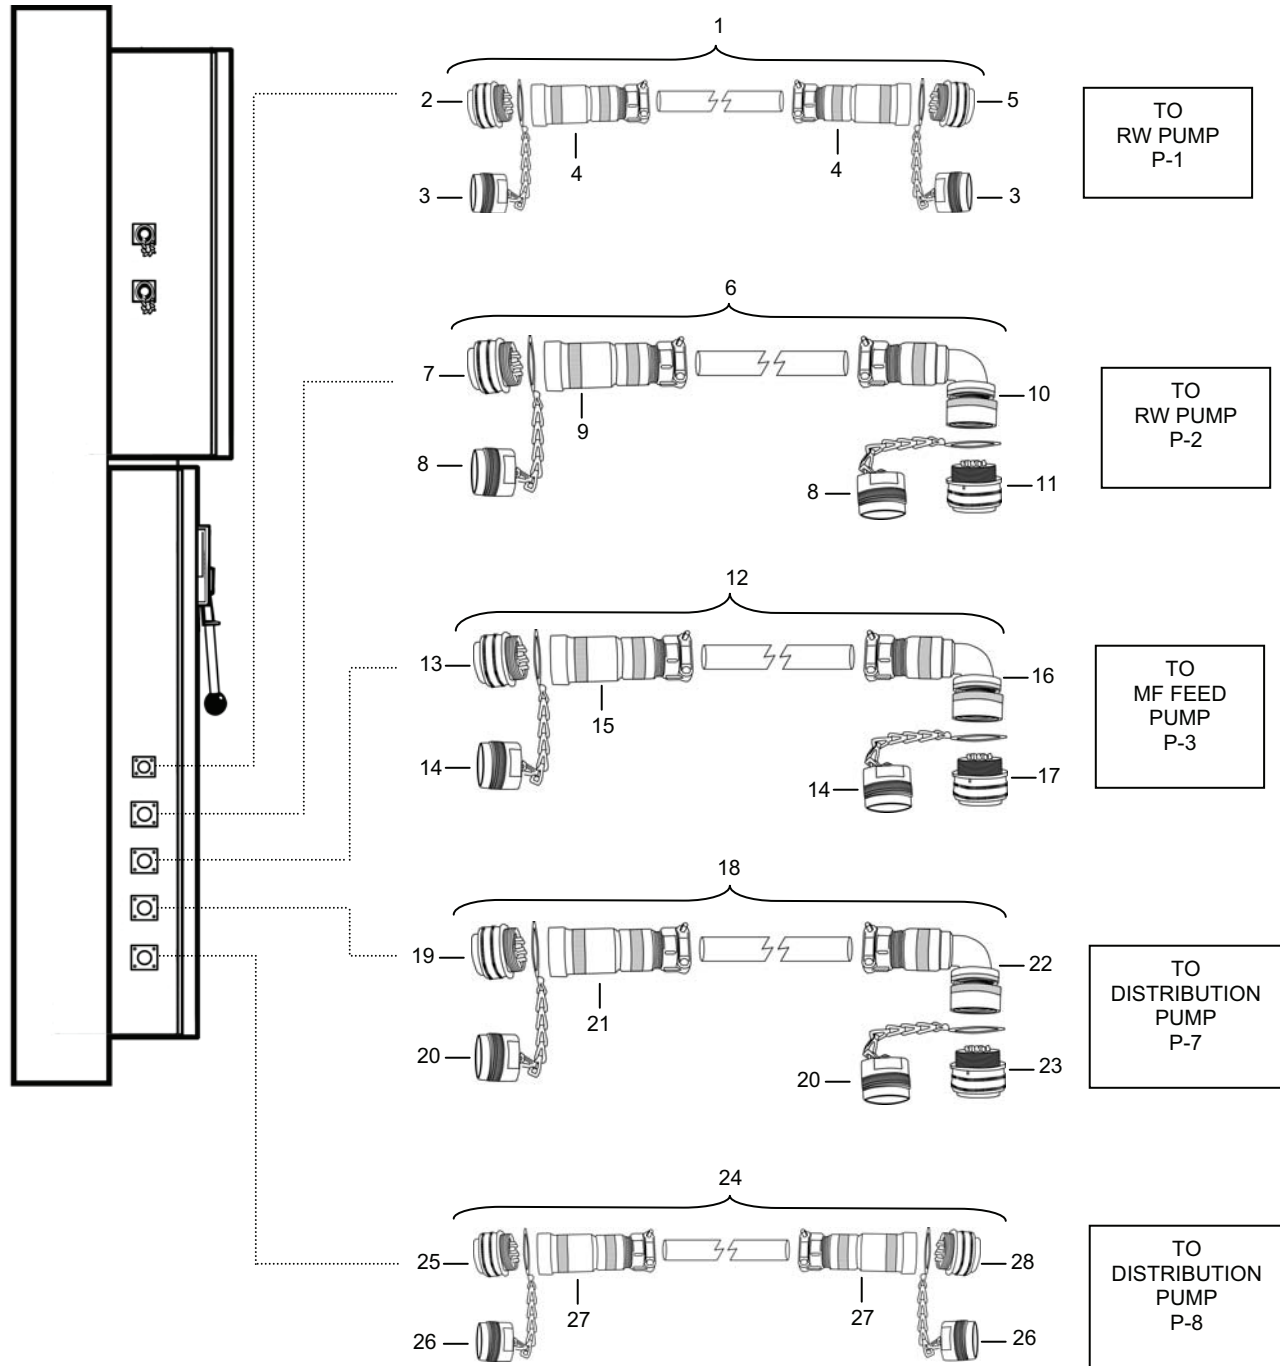 1
2
5
4
4
3
3
TO
RW PUMP
P-1
6
7
10
9
8
8
11
TO
RW PUMP
P-2
12
13
16
15
14
14
17
TO
MF FEED
PUMP
P-3
18
19
22
21
20
20
23
TO
DISTRIBUTION
PUMP
P-7
24
25
28
27
27
26
26
TO
DISTRIBUTION
PUMP
P-8